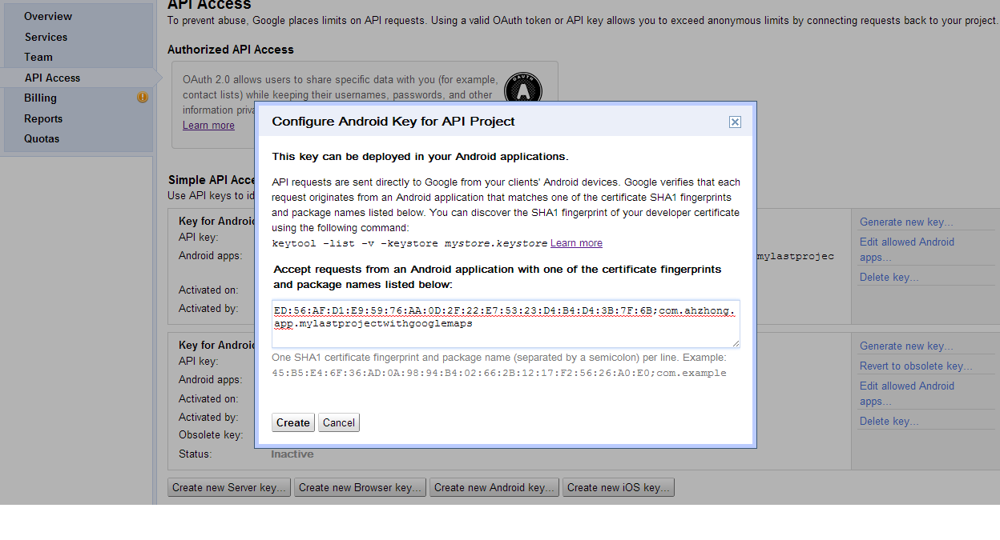 API Access
To prevent abuse, Google places limits on API requests. Using a valid OAuth token or API key allows you to exceed anonymous limits by connecting requests back to your project.
Overview
Services
Team
API Access
Billing
Reports
Quotas
Authorized API Access
OAuth 2.0 allows users to share specific data with you (for example,
contact lists) while keeping their usernames, passwords, and other
information priva
Learn more
OAUTH
A
Simple API Acce
Use API keys to id
Key for Androi
API key:
Android apps:
mylastprojec
Activated on:
Activated by:
Generate new key...
Edit allowed Android
apps...
Delete key...
Key for Androi
API key:
Android apps:
Activated on:
Activated by:
Obsolete key:
Status:
Inactive
Generate new key...
Revert to obsolete key...
Edit allowed Android
apps...
Delete key...
Create new Server key...
Create new Browser key...
Create new Android key...
Create new iOS key...
Configure Android Key for API Project
This key can be deployed in your Android applications.
API requests are sent directly to Google from your clients' Android devices. Google verifies that each
request originates from an Android application that matches one of the certificate SHA1 fingerprints
and package names listed below. You can discover the SHA1 fingerprint of your developer certificate
using the following command:
keytool -list -v -keystore mystore.keystore Learn more
Accept requests from an Android application with one of the certificate fingerprints
and package names listed below:
ED:56:AF:D1:E9:59:76:AA:0D:2F:22:E7:53:23:D4:B4:D4:3B:7F:6B;com.ahzhong.
app.mylastprojectwithgooglemaps
One SHA1 certificate fingerprint and package name (separated by a semicolon) per line. Example:
45:B5:E4:6F:36:AD:0A:98:94:B4:02:66:2B:12:17:F2:56:26:A0:E0;com.example
Create
Cancel